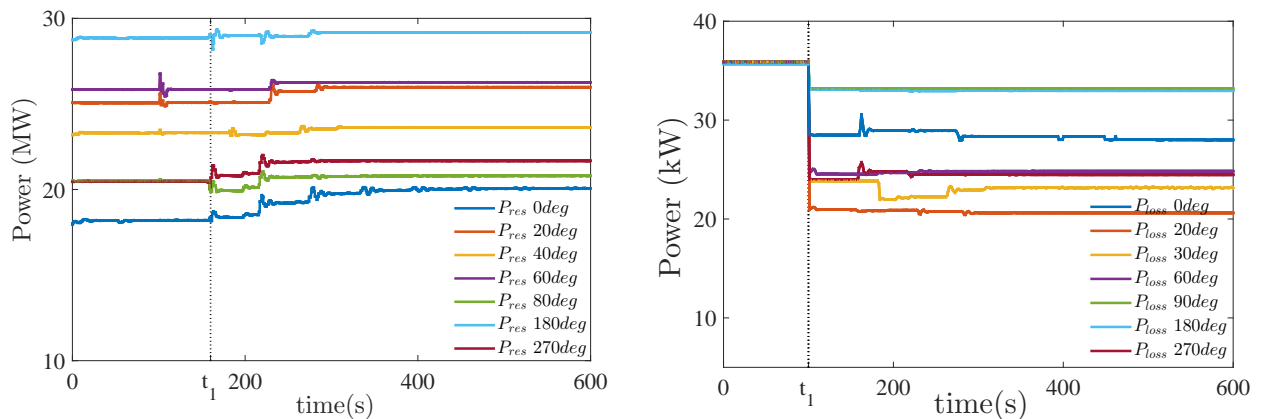 30
20
10
Power (MW)
P_res 0deg
P_res 20deg
P_res 40deg
P_res 60deg
P_res 80deg
P_res 180deg
P_res 270deg
0 t_1 200 400 600
time(s)
40
30
20
10
Power (kW)
P_loss 0deg
P_loss 20deg
P_loss 30deg
P_loss 60deg
P_loss 90deg
P_loss 180deg
P_loss 270deg
0 t_1 200 400 600
time(s)